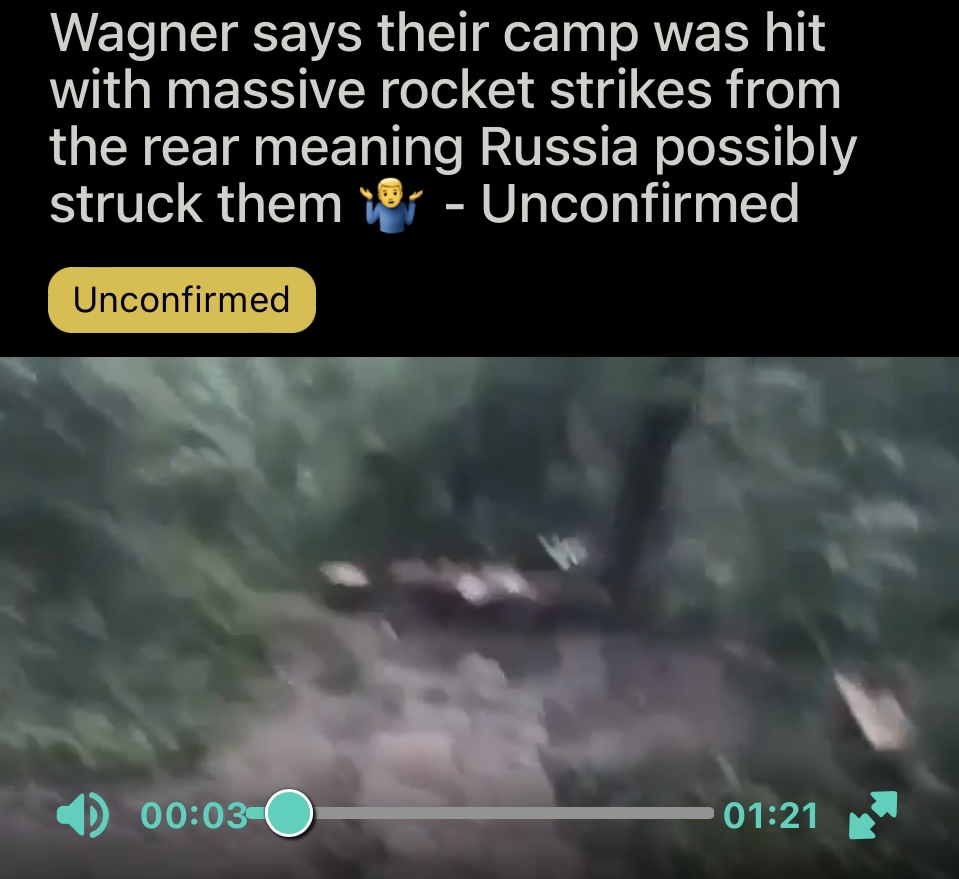 Wagner says their camp was hit
with massive rocket strikes from
the rear meaning Russia possibly
struck them 🤷‍♂️ - Unconfirmed
Unconfirmed
00:03
01:21